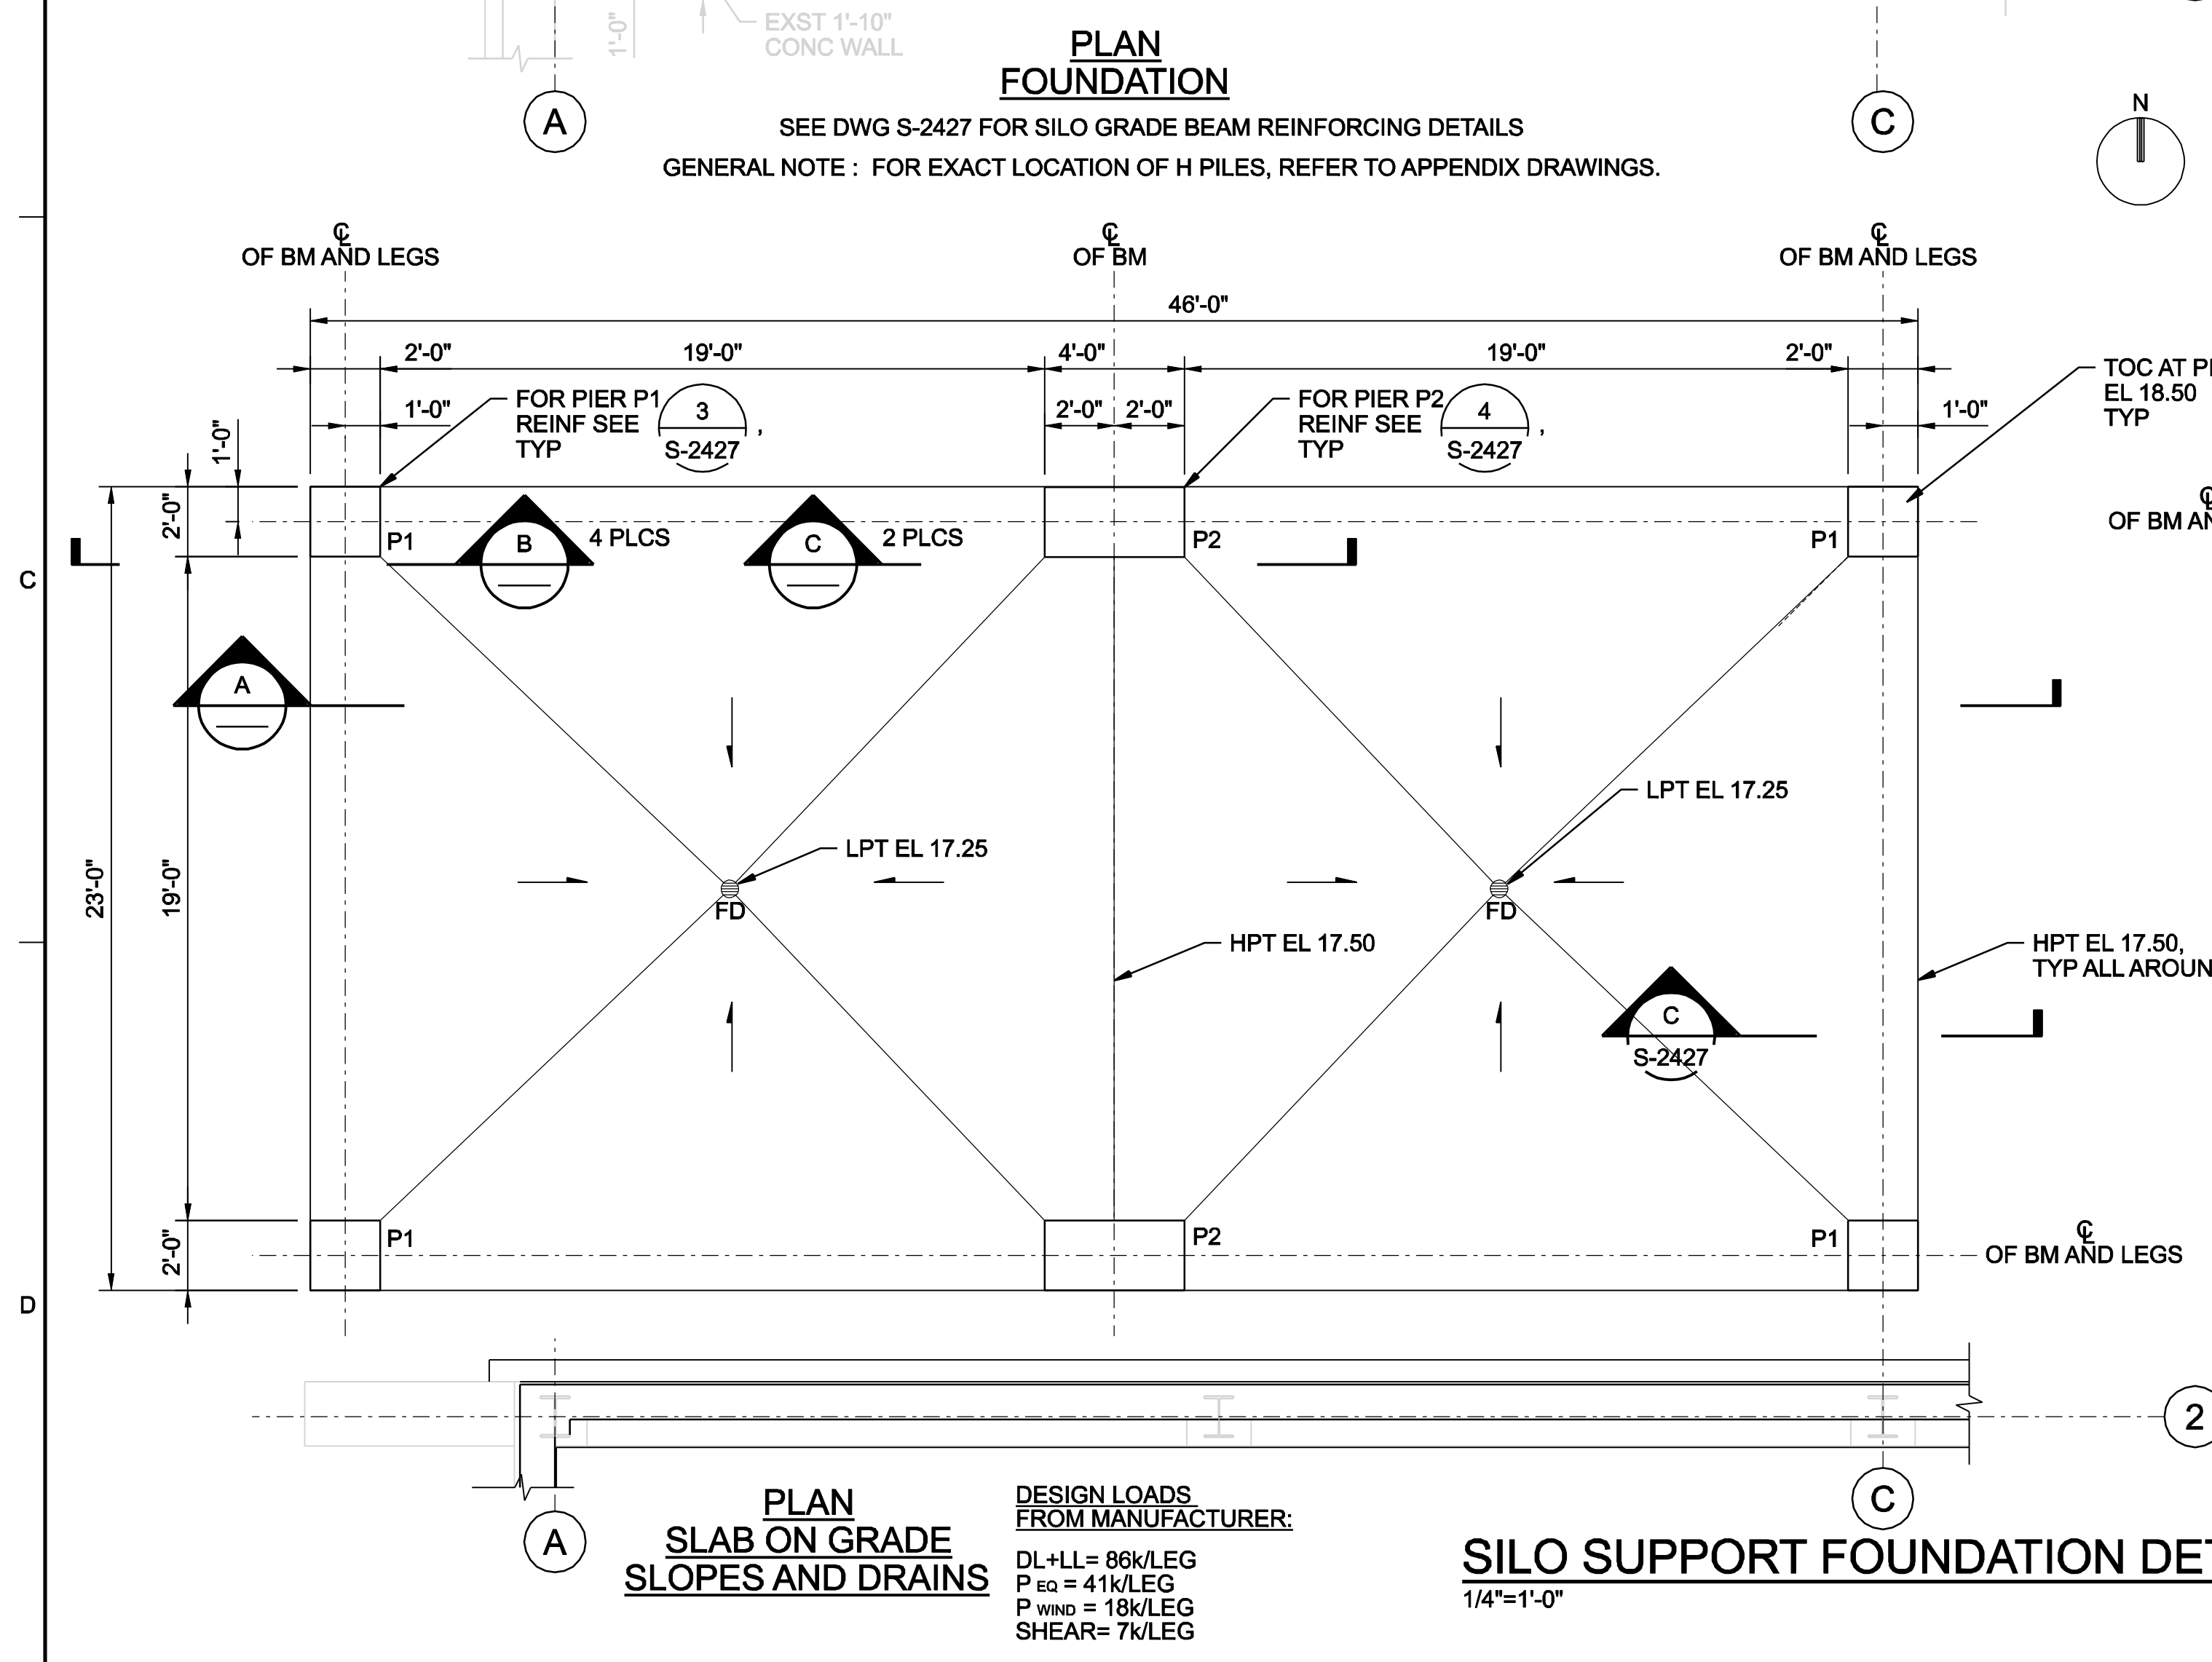 EXST 1'-10"
CONC WALL
1'-0"
PLAN
FOUNDATION
A
C
N
SEE DWG S-2427 FOR SILO GRADE BEAM REINFORCING DETAILS
GENERAL NOTE : FOR EXACT LOCATION OF H PILES, REFER TO APPENDIX DRAWINGS.
℄
OF BM AND LEGS
℄
OF BM
℄
OF BM AND LEGS
46'-0"
2'-0"
19'-0"
4'-0"
19'-0"
2'-0"
TOC AT
EL 18.50
TYP
1'-0"
FOR PIER P1
REINF SEE
TYP
3
S-2427
,
2'-0"
2'-0"
FOR PIER P2
REINF SEE
TYP
4
S-2427
,
1'-0"
1'-0"
2'-0"
P1
B
4 PLCS
C
2 PLCS
P2
P1
OF BM
C
A
LPT EL 17.25
LPT EL 17.25
23'-0"
19'-0"
FD
FD
HPT EL 17.50
HPT EL 17.50,
TYP ALL
C
S-2427
2'-0"
P1
P2
P1
℄
OF BM AND LEGS
D
2
A
C
PLAN
SLAB ON GRADE
SLOPES AND DRAINS
DESIGN LOADS
FROM MANUFACTURER:
DL+LL= 86k/LEG
P EQ = 41k/LEG
P WIND = 18k/LEG
SHEAR= 7k/LEG
SILO SUPPORT FOUNDATION
1/4"=1'-0"